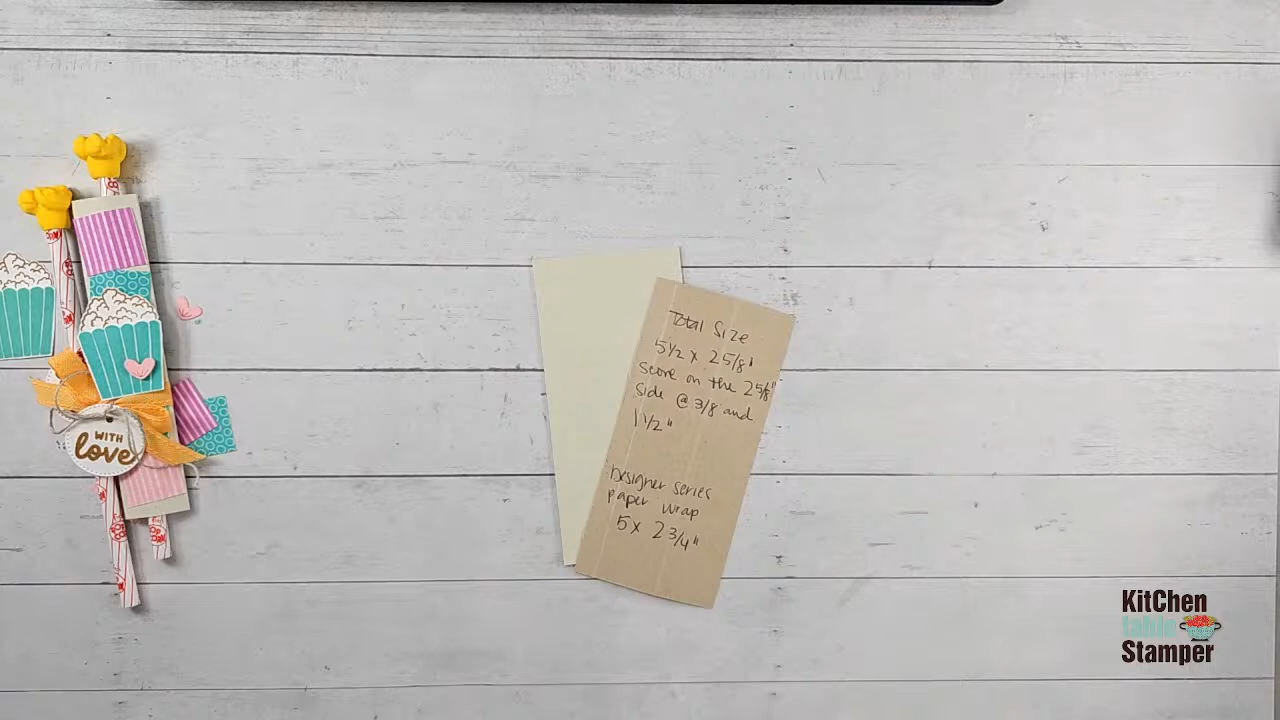 WITH
love
Total Size
5 1/2 x 2 5/8"
score on the 2 5/8"
side @ 3/8 and
1 1/2"
Designer series
paper wrap
5 x 2 3/4"
KitChen
table
Stamper